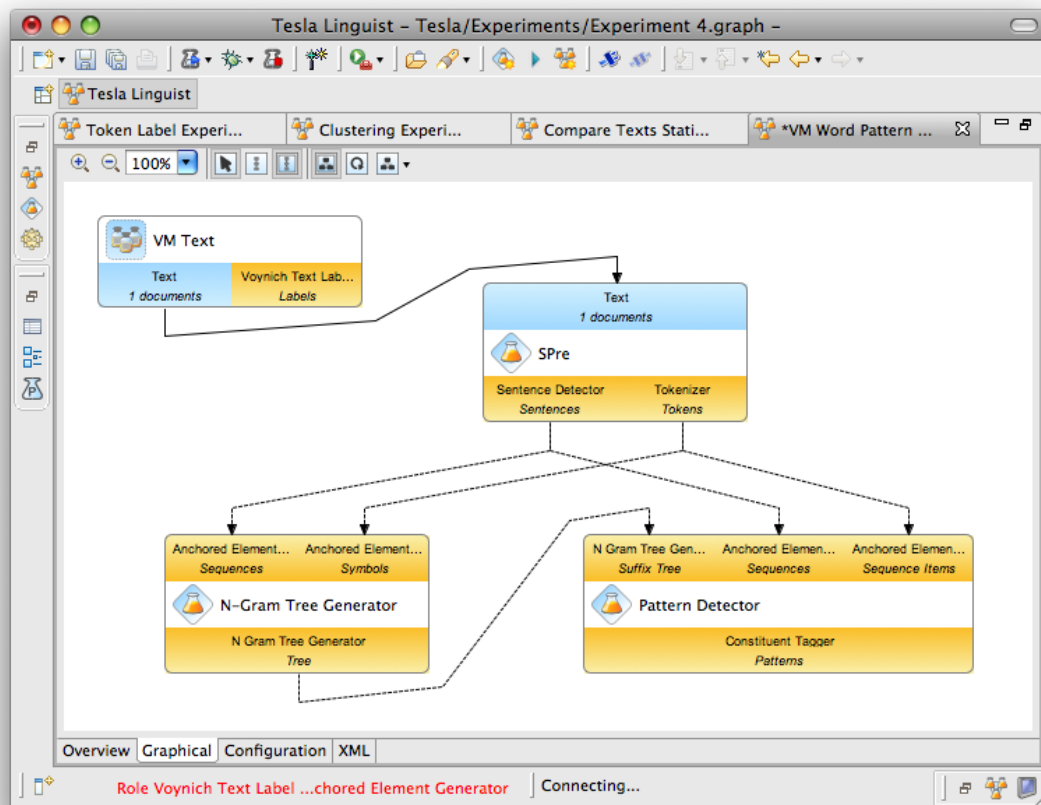 Tesla Linguist – Tesla/Experiments/Experiment 4.graph –
Tesla Linguist
Token Label Experi... Clustering Experi... Compare Texts Stati... *VM Word Pattern ...
100%
VM Text
Text Voynich Text Lab...
1 documents Labels
Text
1 documents
SPre
Sentence Detector Tokenizer
Sentences Tokens
Anchored Element... Anchored Element...
Sequences Symbols
N-Gram Tree Generator
N Gram Tree Generator
Tree
N Gram Tree Gen... Anchored Elemen... Anchored Elemen...
Suffix Tree Sequences Sequence Items
Pattern Detector
Constituent Tagger
Patterns
Overview Graphical Configuration XML
Role Voynich Text Label ...chored Element Generator Connecting...